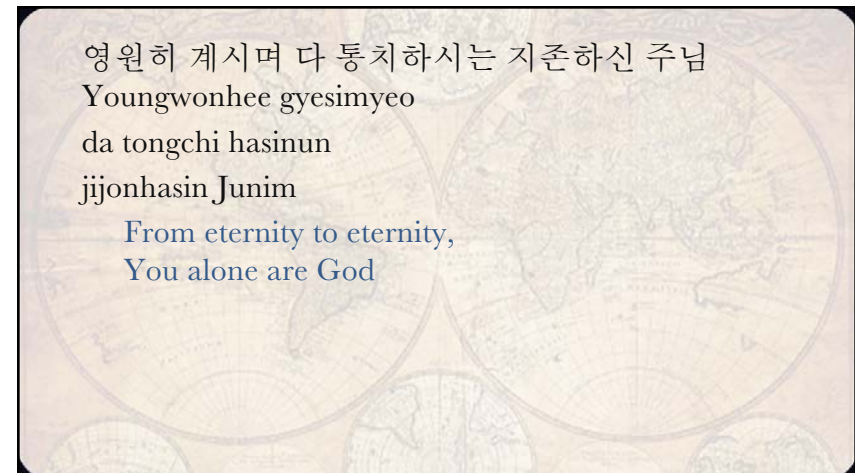 영원히 계시며 다 통치하시는 지존하신 주님
Youngwonhee gyesimyeo
da tongchi hasinun
jijonhasin Junim
From eternity to eternity,
You alone are God